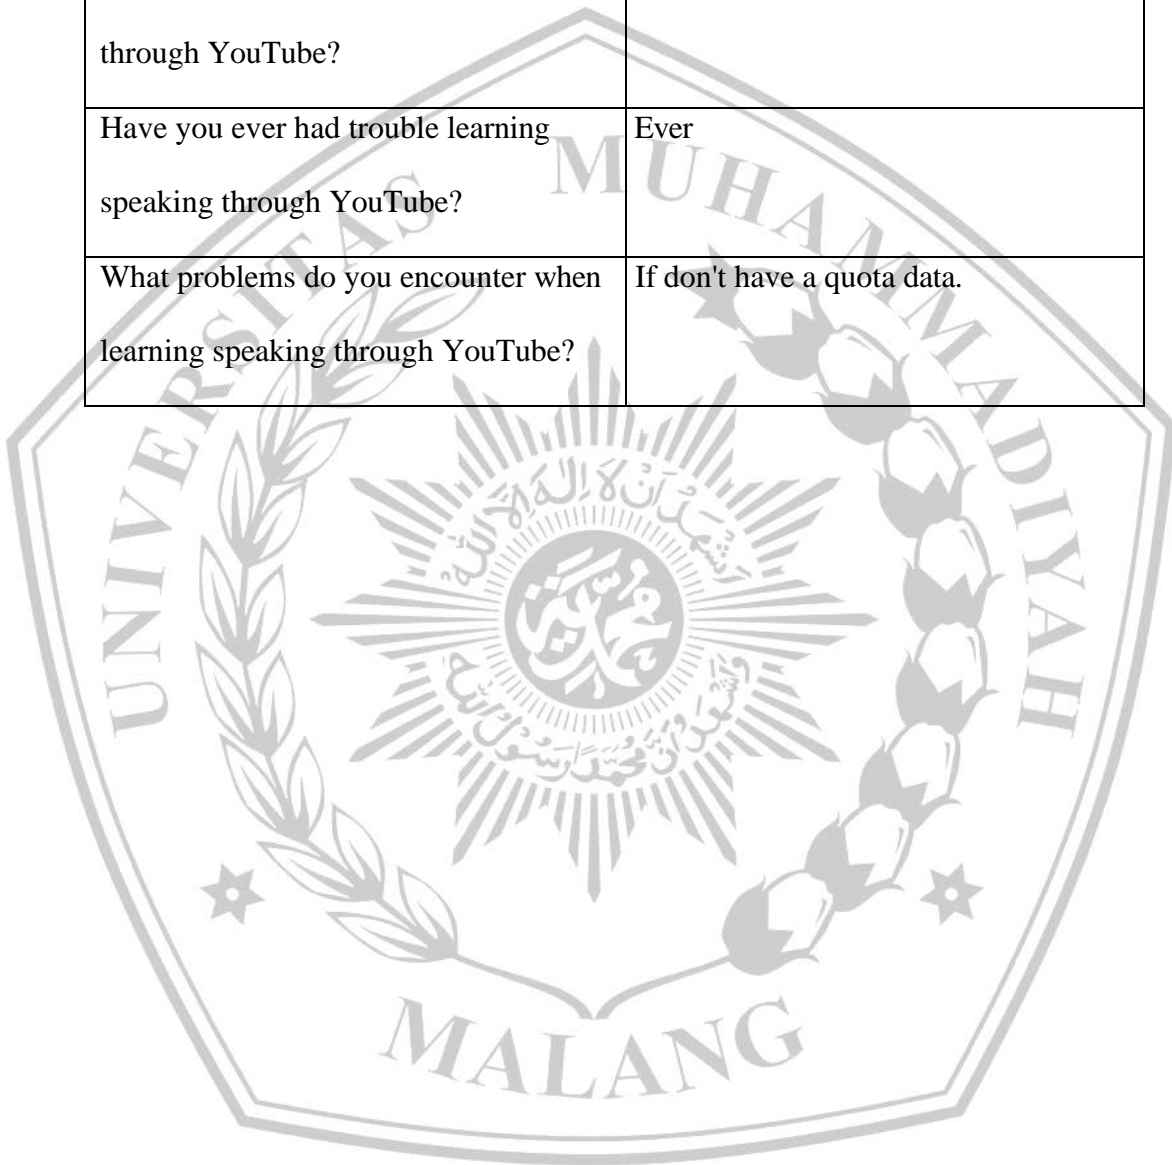 through YouTube?
Have you ever had trouble learning
Ever
speaking through YouTube?
What problems do you encounter when
If don't have a quota data.
learning speaking through YouTube?
UNIVERSITAS MUHAMMADIYAH
MALANG